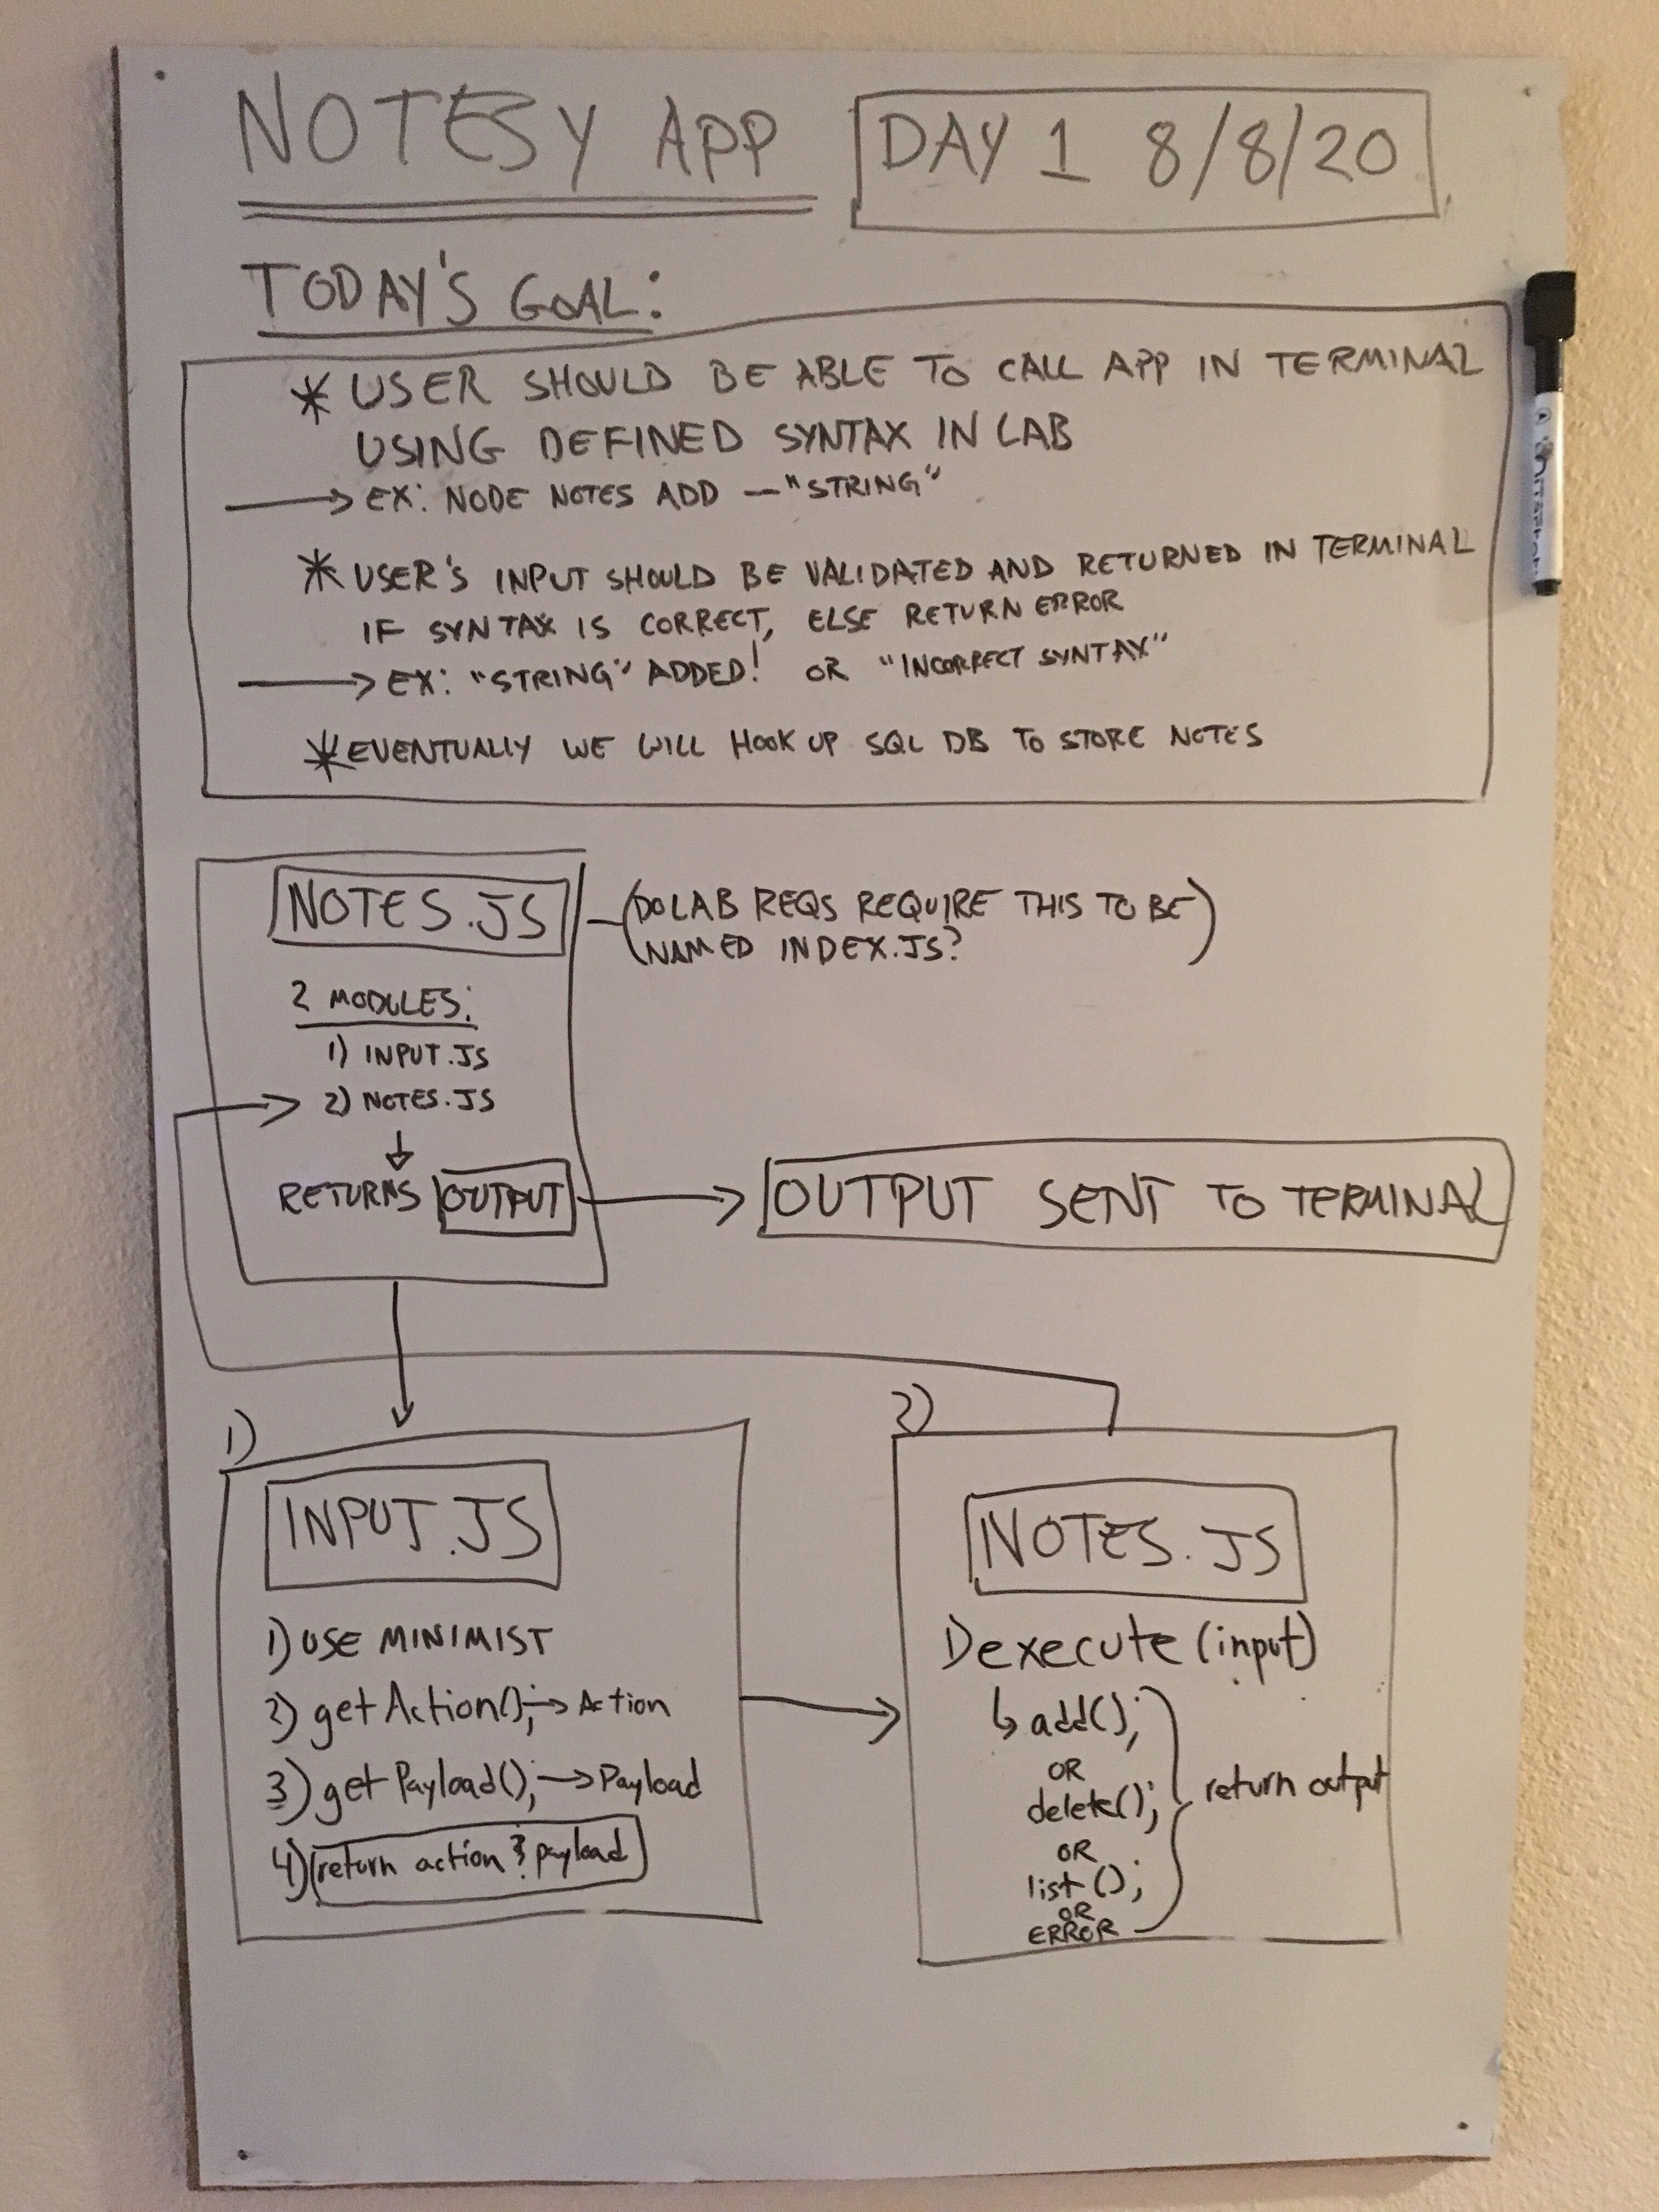 NOTESY APP
DAY 1 8/8/20
TODAY'S GOAL:
* USER SHOULD BE ABLE TO CALL APP IN TERMINAL
USING DEFINED SYNTAX IN LAB
→ EX: NODE NOTES ADD —"STRING"
* USER'S INPUT SHOULD BE VALIDATED AND RETURNED IN TERMINAL
IF SYNTAX IS CORRECT, ELSE RETURN ERROR
→ EX: "STRING" ADDED! OR "INCORRECT SYNTAX"
* EVENTUALLY WE WILL HOOK UP SQL DB TO STORE NOTES
NOTES.JS
(DO LAB REQS REQUIRE THIS TO BE
NAMED INDEX.JS?)
2 MODULES:
1) INPUT.JS
2) NOTES.JS
RETURNS OUTPUT
OUTPUT SENT TO TERMINAL
1)
INPUT.JS
1) USE MINIMIST
2) getAction(); → Action
3) getPayload(); → Payload
4) return action & payload
2)
NOTES.JS
1) execute(input)
↳ add();
OR
delete();
OR
list();
OR
ERROR
return output